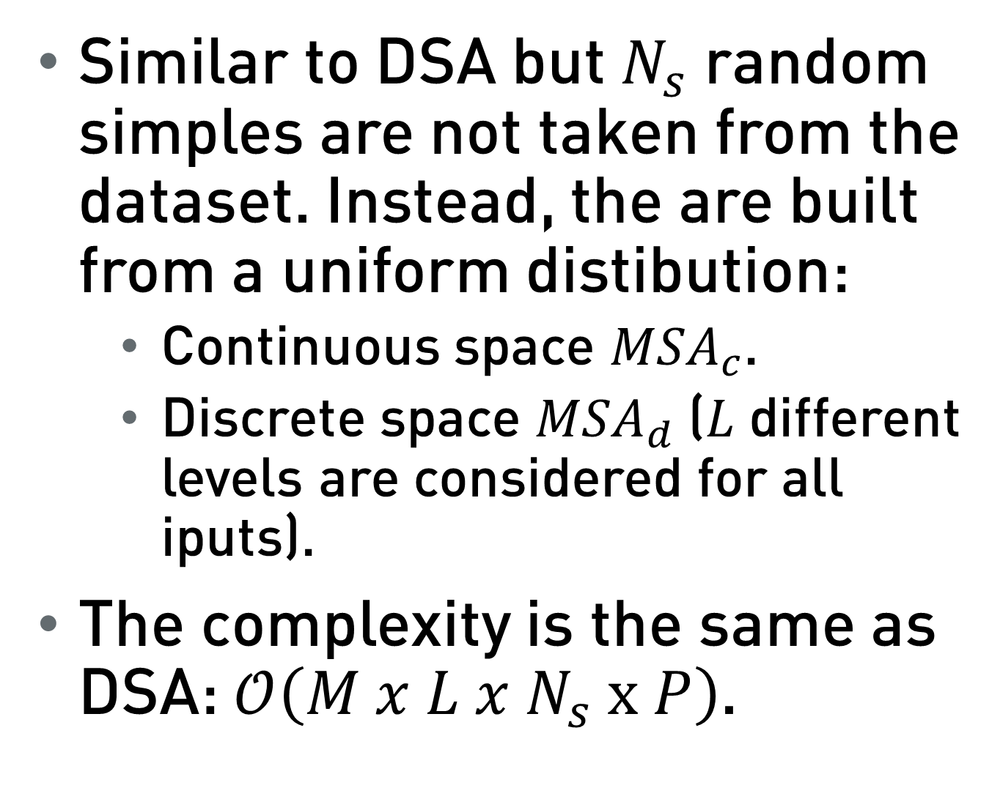 • Similar to DSA but $N_s$ random
simples are not taken from the
dataset. Instead, the are built
from a uniform distibution:
• Continuous space $MSA_c$.
• Discrete space $MSA_d$ ($L$ different
levels are considered for all
iputs).
• The complexity is the same as
DSA: $\mathcal{O}(M \; x \; L \; x \; N_s \; \mathrm{x} \; P)$.